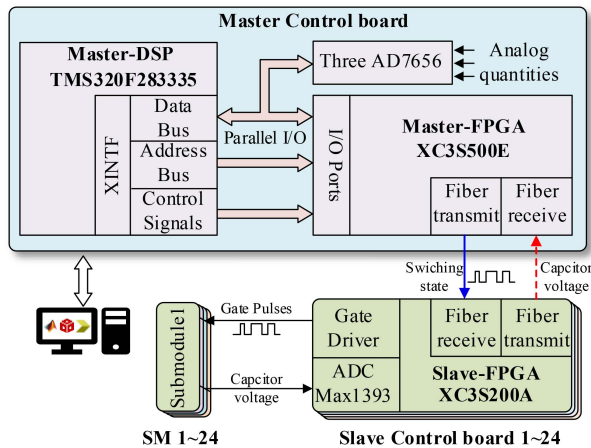 Master Control board
Master-DSP
TMS320F283335
Three AD7656
Analog
quantities
XINTF
Data
Bus
Address
Bus
Control
Signals
Parallel I/O
I/O Ports
Master-FPGA
XC3S500E
Fiber
transmit
Fiber
receive
Swiching
state
Capcitor
voltage
Submodule1
Gate Pulses
Capcitor
voltage
Gate
Driver
ADC
Max1393
Fiber
receive
Fiber
transmit
Slave-FPGA
XC3S200A
SM 1~24
Slave Control board 1~24